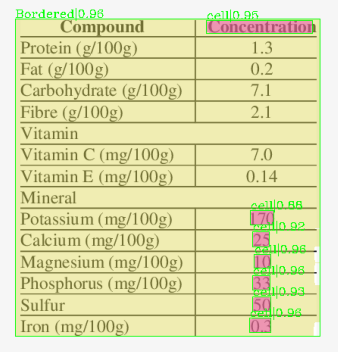 Bordered|0.96 cell|0.95
Compound Concentration
Protein (g/100g) 1.3
Fat (g/100g) 0.2
Carbohydrate (g/100g) 7.1
Fibre (g/100g) 2.1
Vitamin
Vitamin C (mg/100g) 7.0
Vitamin E (mg/100g) 0.14
Mineral
cell|0.88
Potassium (mg/100g) 170
cell|0.92
Calcium (mg/100g) 25
cell|0.96
Magnesium (mg/100g) 10
cell|0.96
Phosphorus (mg/100g) 33
cell|0.93
Sulfur 50
cell|0.96
Iron (mg/100g) 0.3